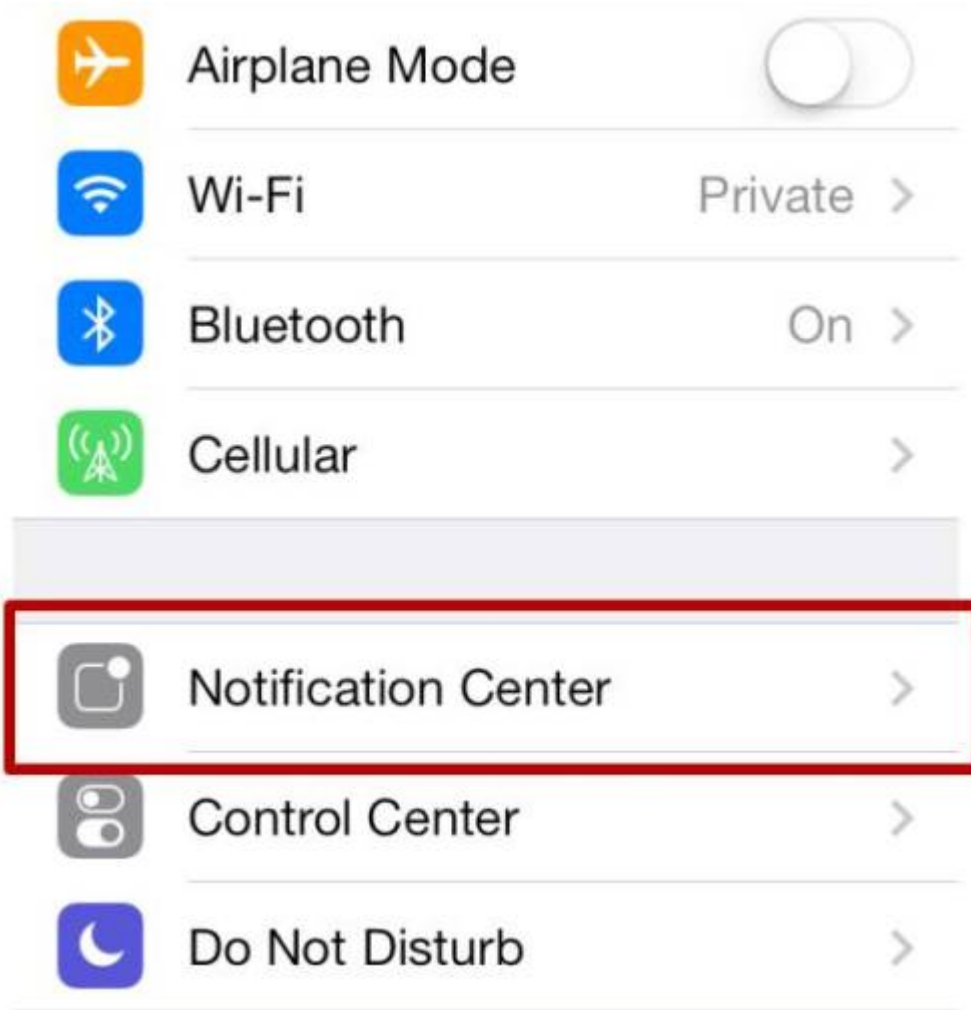 Airplane Mode
Wi-Fi Private
Bluetooth On
Cellular
Notification Center
Control Center
Do Not Disturb